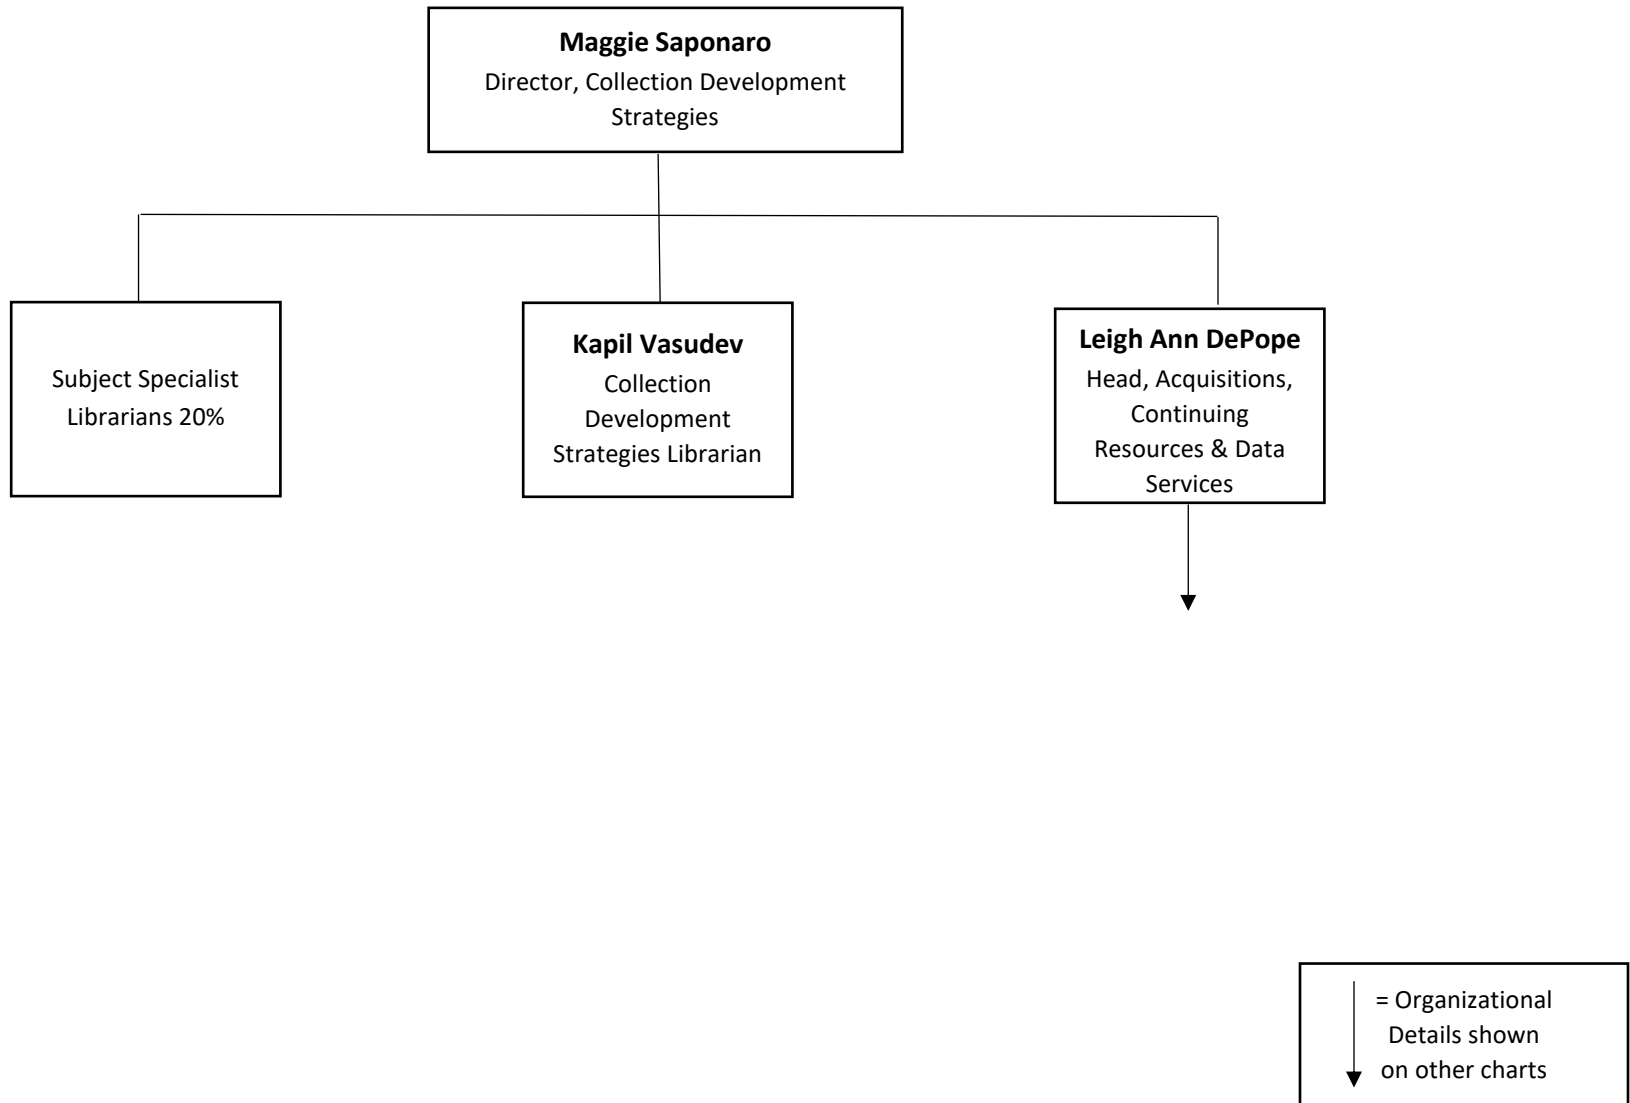 Maggie Saponaro
Director, Collection Development
Strategies
Subject Specialist
Librarians 20%
Kapil Vasudev
Collection
Development
Strategies Librarian
Leigh Ann DePope
Head, Acquisitions,
Continuing
Resources & Data
Services
= Organizational
Details shown
on other charts